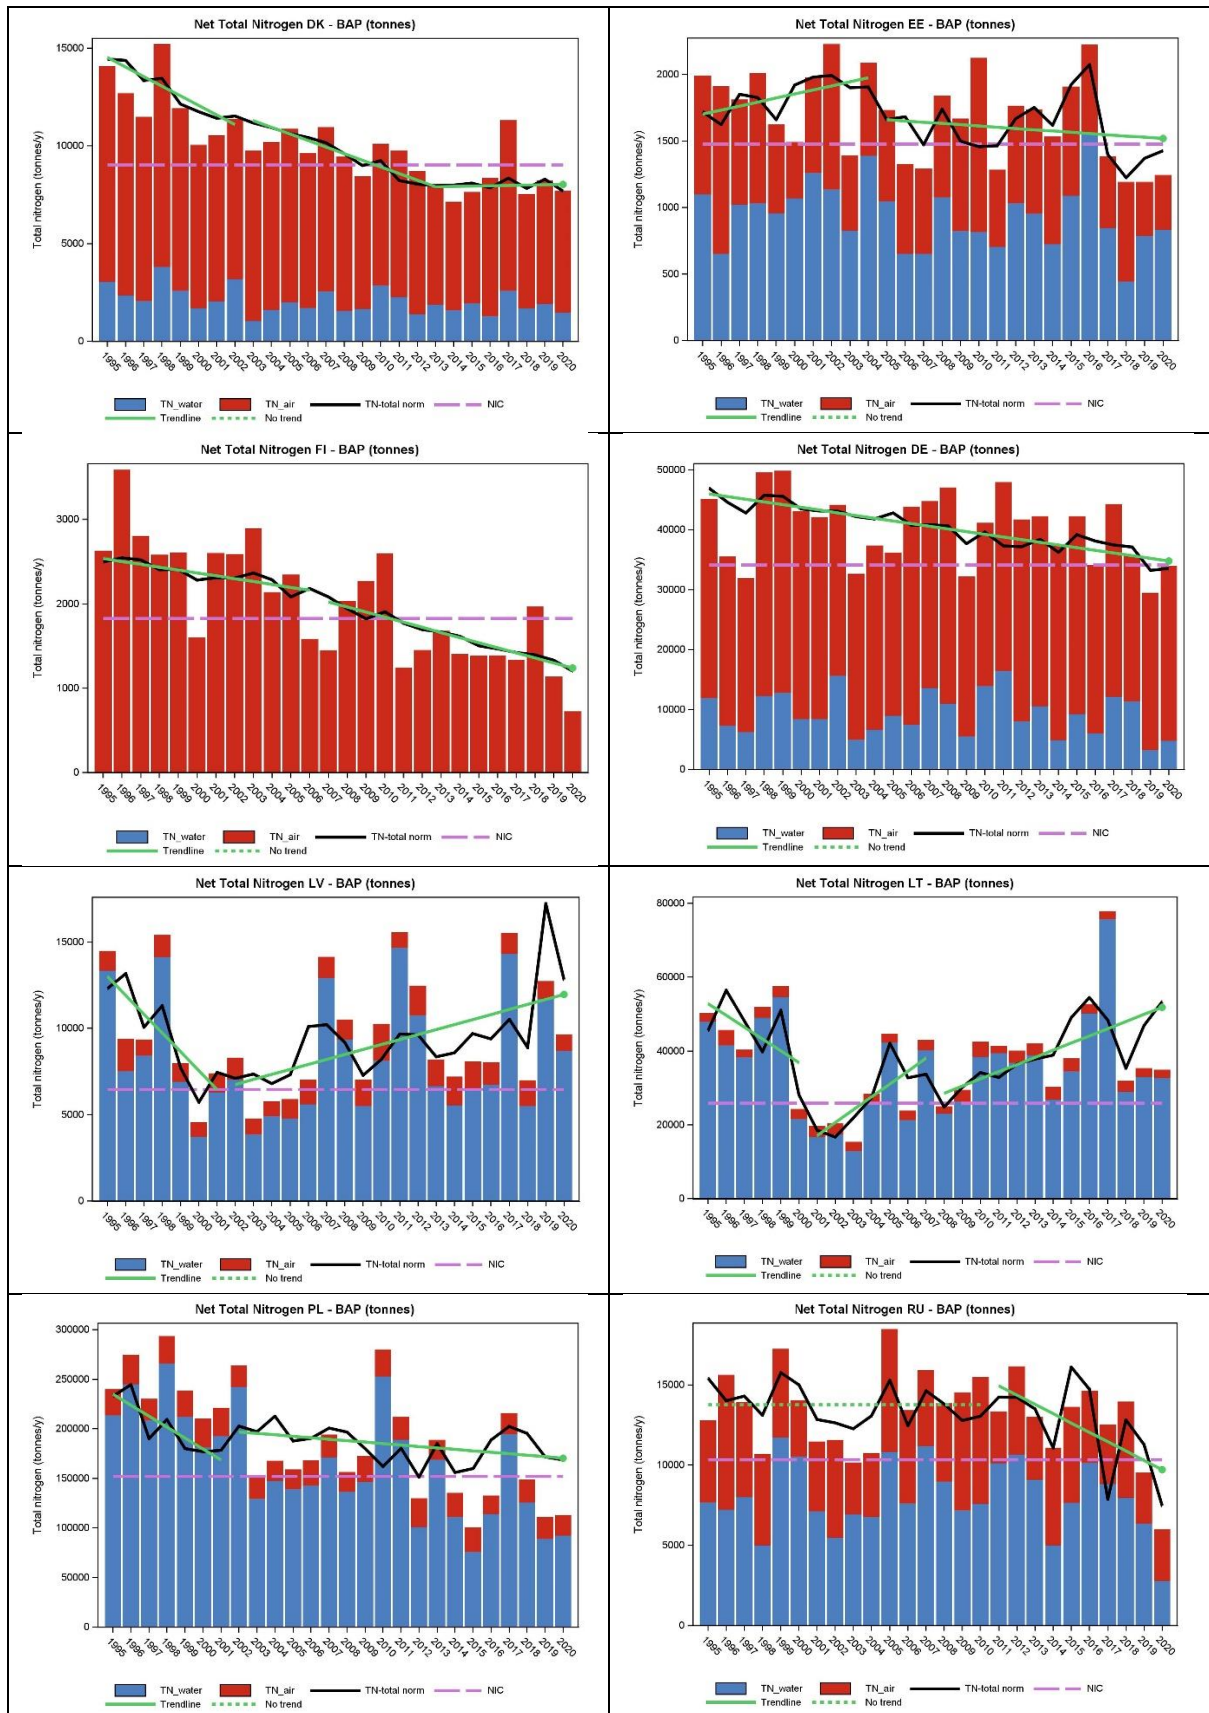 Net Total Nitrogen DK - BAP (tonnes)
Total nitrogen (tonnes/y)
15000
10000
5000
0
1995 1996 1997 1998 1999 2000 2001 2002 2003 2004 2005 2006 2007 2008 2009 2010 2011 2012 2013 2014 2015 2016 2017 2018 2019 2020
TN_water TN_air TN-total norm NIC
Trendline No trend
Net Total Nitrogen EE - BAP (tonnes)
Total nitrogen (tonnes/y)
2000
1500
1000
500
0
1995 1996 1997 1998 1999 2000 2001 2002 2003 2004 2005 2006 2007 2008 2009 2010 2011 2012 2013 2014 2015 2016 2017 2018 2019 2020
TN_water TN_air TN-total norm NIC
Trendline No trend
Net Total Nitrogen FI - BAP (tonnes)
Total nitrogen (tonnes/y)
3000
2000
1000
0
1995 1996 1997 1998 1999 2000 2001 2002 2003 2004 2005 2006 2007 2008 2009 2010 2011 2012 2013 2014 2015 2016 2017 2018 2019 2020
TN_water TN_air TN-total norm NIC
Trendline No trend
Net Total Nitrogen DE - BAP (tonnes)
Total nitrogen (tonnes/y)
50000
40000
30000
20000
10000
0
1995 1996 1997 1998 1999 2000 2001 2002 2003 2004 2005 2006 2007 2008 2009 2010 2011 2012 2013 2014 2015 2016 2017 2018 2019 2020
TN_water TN_air TN-total norm NIC
Trendline No trend
Net Total Nitrogen LV - BAP (tonnes)
Total nitrogen (tonnes/y)
15000
10000
5000
0
1995 1996 1997 1998 1999 2000 2001 2002 2003 2004 2005 2006 2007 2008 2009 2010 2011 2012 2013 2014 2015 2016 2017 2018 2019 2020
TN_water TN_air TN-total norm NIC
Trendline No trend
Net Total Nitrogen LT - BAP (tonnes)
Total nitrogen (tonnes/y)
80000
60000
40000
20000
0
1995 1996 1997 1998 1999 2000 2001 2002 2003 2004 2005 2006 2007 2008 2009 2010 2011 2012 2013 2014 2015 2016 2017 2018 2019 2020
TN_water TN_air TN-total norm NIC
Trendline No trend
Net Total Nitrogen PL - BAP (tonnes)
Total nitrogen (tonnes/y)
300000
250000
200000
150000
100000
50000
0
1995 1996 1997 1998 1999 2000 2001 2002 2003 2004 2005 2006 2007 2008 2009 2010 2011 2012 2013 2014 2015 2016 2017 2018 2019 2020
TN_water TN_air TN-total norm NIC
Trendline No trend
Net Total Nitrogen RU - BAP (tonnes)
Total nitrogen (tonnes/y)
15000
10000
5000
0
1995 1996 1997 1998 1999 2000 2001 2002 2003 2004 2005 2006 2007 2008 2009 2010 2011 2012 2013 2014 2015 2016 2017 2018 2019 2020
TN_water TN_air TN-total norm NIC
Trendline No trend